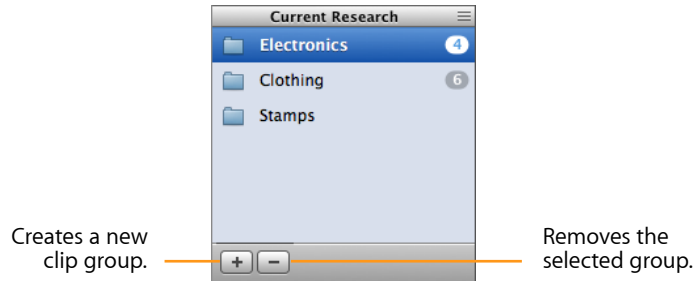 Current Research
Electronics 4
Clothing 6
Stamps
Creates a new
clip group.
+ −
Removes the
selected group.